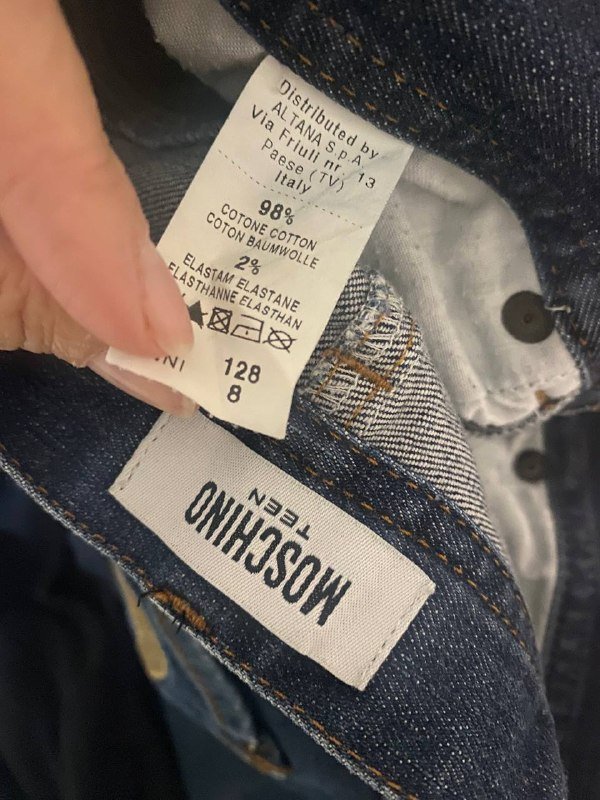 Distributed by
ALTANA S.p.A.
Via Friuli nr. 13
Paese (TV)
Italy
98%
COTONE COTTON
COTON BAUMWOLLE
2%
ELASTAM ELASTANE
ELASTHANNE ELASTHAN
128
8
MOSCHINO
TEEN